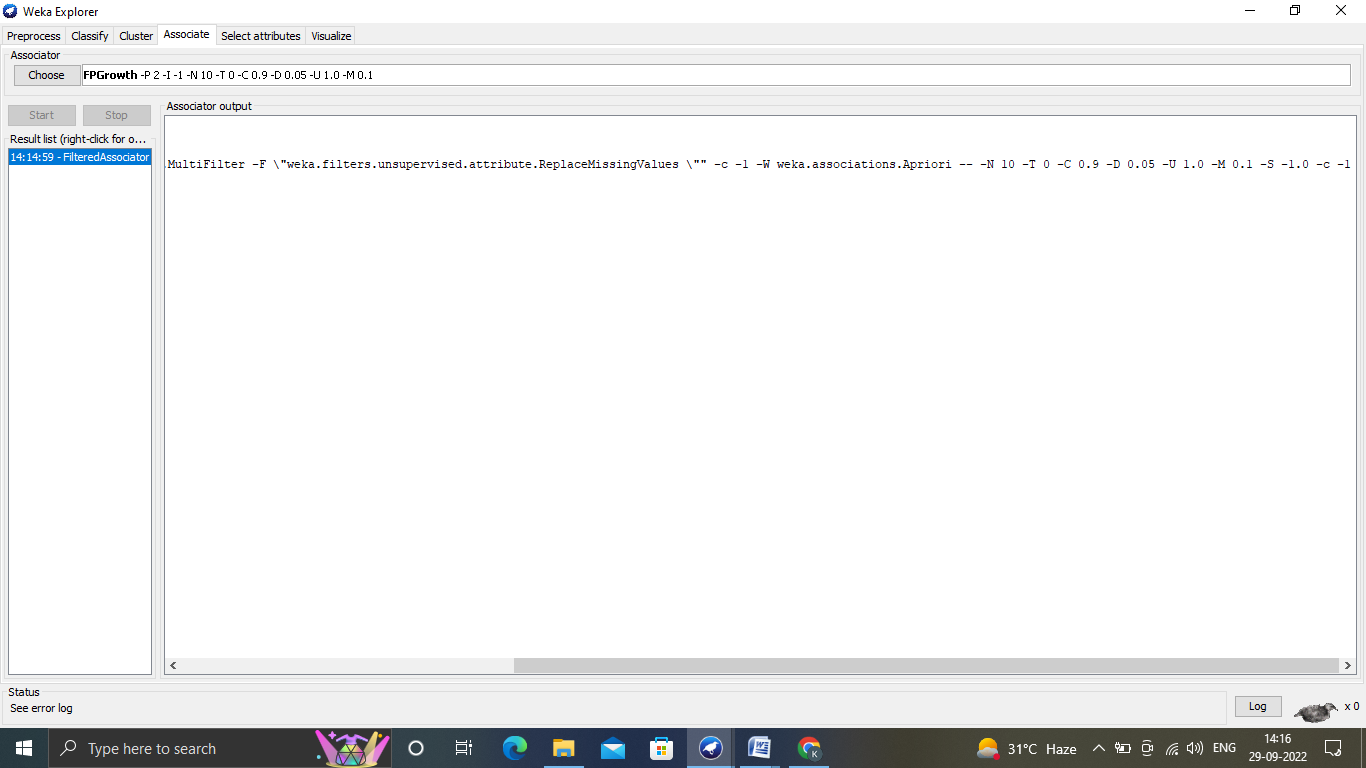 Weka Explorer
Preprocess Classify Cluster Associate Select attributes Visualize
Associator
Choose FPGrowth -P 2 -I -1 -N 10 -T 0 -C 0.9 -D 0.05 -U 1.0 -M 0.1
Start Stop
Associator output
Result list (right-click for o...
14:14:59 - FilteredAssociator
.MultiFilter -F \"weka.filters.unsupervised.attribute.ReplaceMissingValues \"" -c -1 -W weka.associations.Apriori -- -N 10 -T 0 -C 0.9 -D 0.05 -U 1.0 -M 0.1 -S -1.0 -c -1
Status
See error log
Log
x 0
Type here to search
31°C Haze
ENG
14:16
29-09-2022